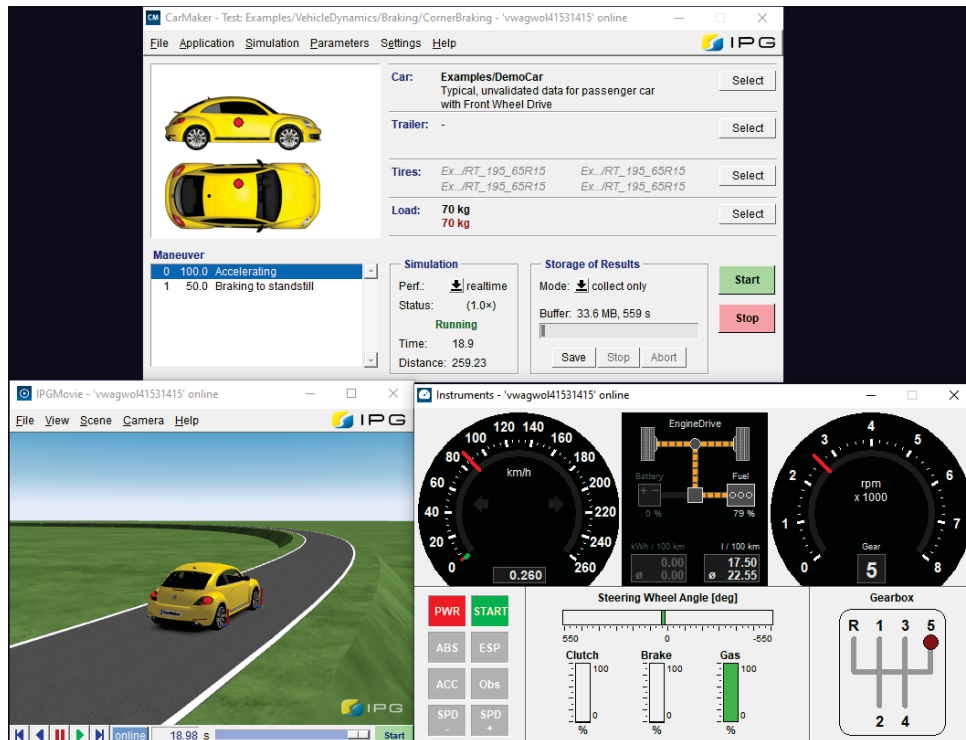 CM CarMaker - Test: Examples/VehicleDynamics/Braking/CornerBraking - 'vwagwol41531415' online
File Application Simulation Parameters Settings Help
IPG
Car: Examples/DemoCar Select
Typical, unvalidated data for passenger car
with Front Wheel Drive
Trailer: - Select
Tires: Ex.../RT_195_65R15 Ex.../RT_195_65R15 Select
Ex.../RT_195_65R15 Ex.../RT_195_65R15
Load: 70 kg Select
70 kg
Maneuver
0 100.0 Accelerating
1 50.0 Braking to standstill
Simulation
Perf.: realtime
Status: (1.0×)
Running
Time: 18.9
Distance: 259.23
Storage of Results
Mode: collect only
Buffer: 33.6 MB, 559 s
Save Stop Abort
Start
Stop
IPGMovie - 'vwagwol41531415' online
File View Scene Camera Help
IPG
CarMaker
IPG
online 18.98 s Start
Instruments - 'vwagwol41531415' online
0 20 40 60 80 100 120 140 160 180 200 220 240 260
km/h
0.260
EngineDrive
Battery Fuel
0 % 79 %
kWh / 100 km l / 100 km
0.00 17.50
ø 0.00 ø 22.55
0 1 2 3 4 5 6 7 8
rpm
x 1000
Gear
5
PWR START
ABS ESP
ACC Obs
SPD - SPD +
Steering Wheel Angle [deg]
550 0 -550
Clutch Brake Gas
100 100 100
0 0 0
% % %
Gearbox
R 1 3 5
2 4